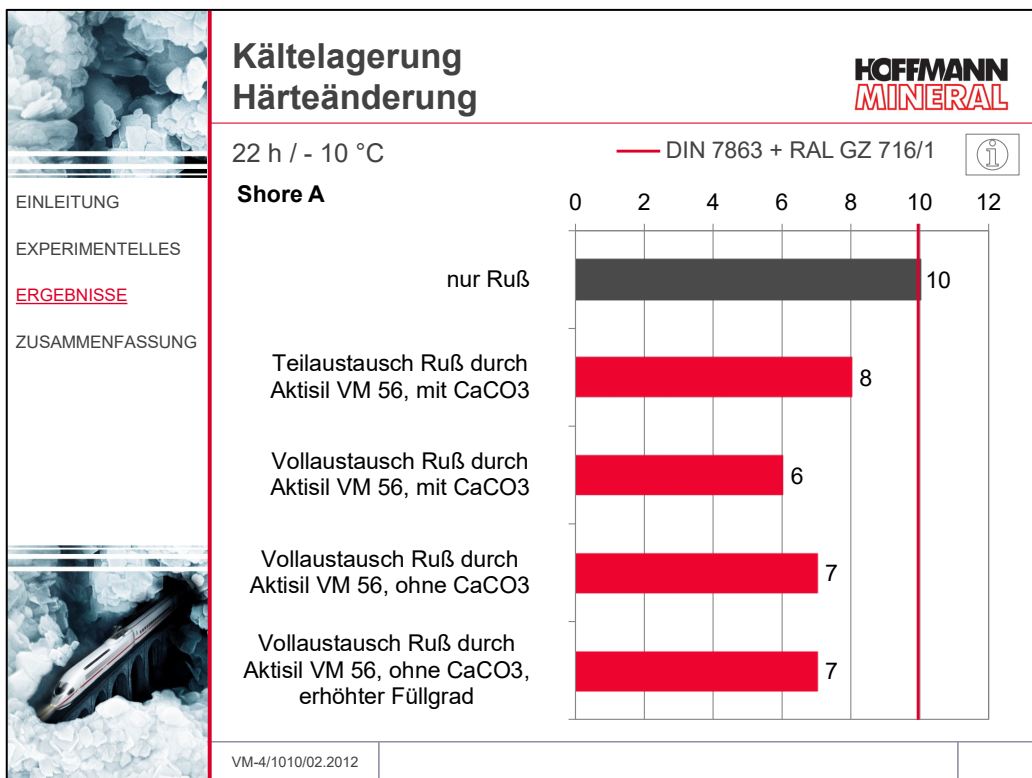 Kältelagerung
Härteänderung
HOFFMANN
MINERAL
22 h / - 10 °C
DIN 7863 + RAL GZ 716/1
EINLEITUNG
EXPERIMENTELLES
ERGEBNISSE
ZUSAMMENFASSUNG
Shore A
0 2 4 6 8 10 12
nur Ruß
10
Teilaustausch Ruß durch
Aktisil VM 56, mit CaCO3
8
Vollaustausch Ruß durch
Aktisil VM 56, mit CaCO3
6
Vollaustausch Ruß durch
Aktisil VM 56, ohne CaCO3
7
Vollaustausch Ruß durch
Aktisil VM 56, ohne CaCO3,
erhöhter Füllgrad
7
VM-4/1010/02.2012